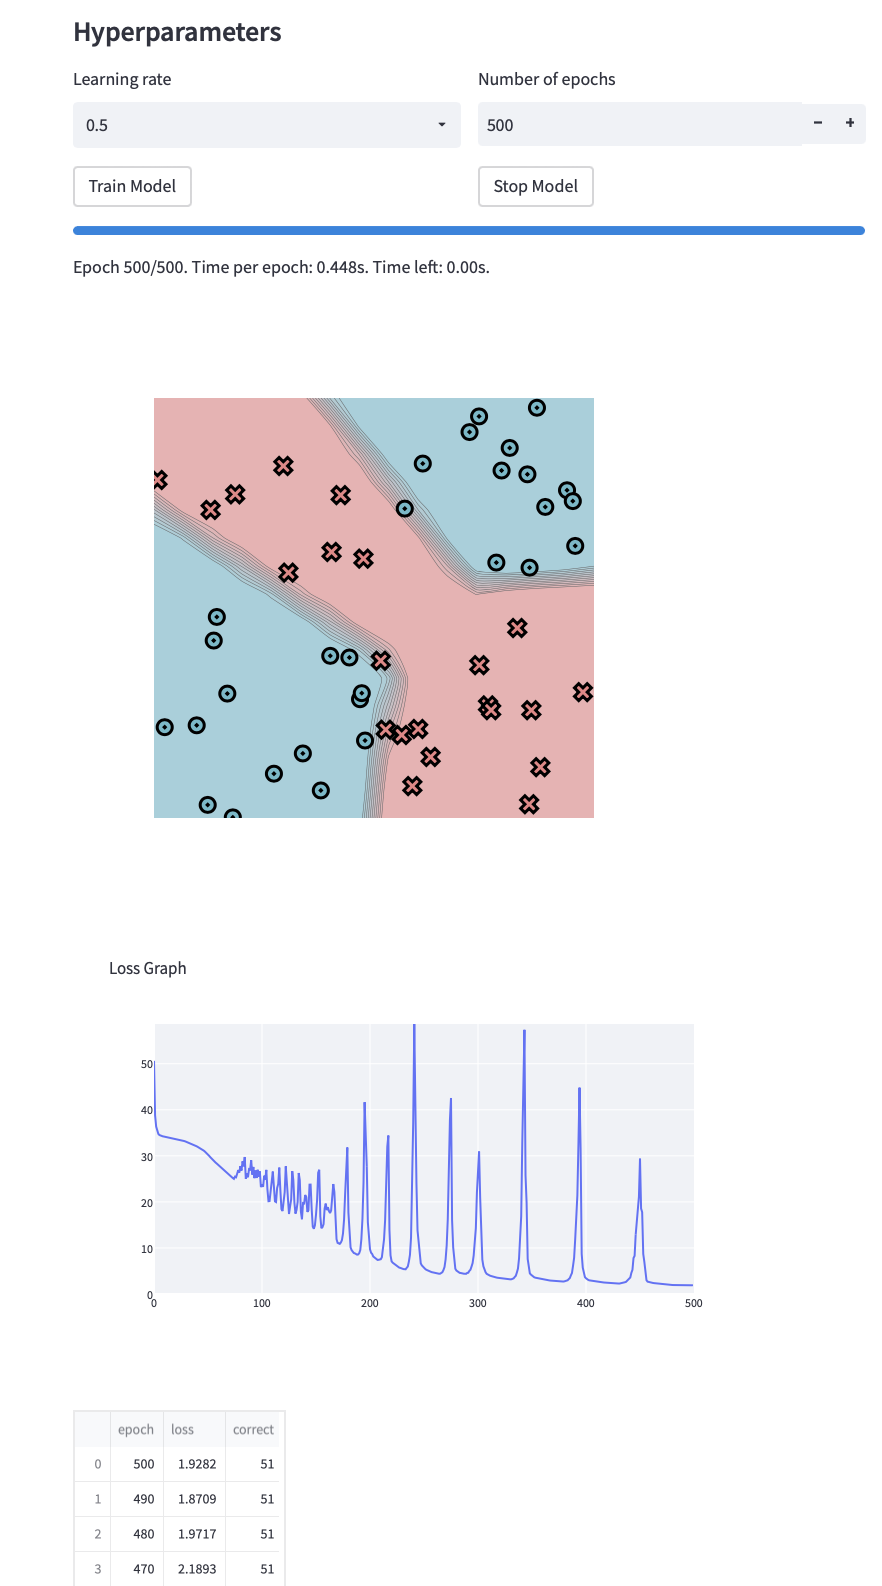 Hyperparameters
Learning rate
Number of epochs
0.5
500
Train Model
Stop Model
Epoch 500/500. Time per epoch: 0.448s. Time left: 0.00s.
Loss Graph
50
40
30
20
10
0
0 100 200 300 400 500
epoch loss correct
0 500 1.9282 51
1 490 1.8709 51
2 480 1.9717 51
3 470 2.1893 51